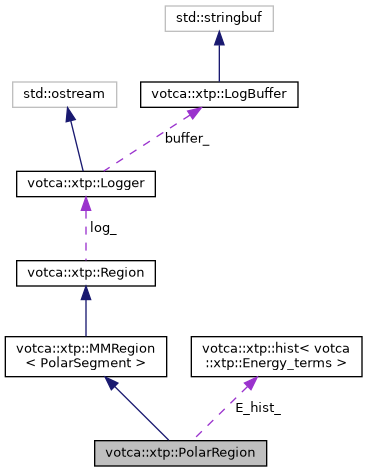 std::stringbuf
std::ostream
votca::xtp::LogBuffer
buffer_
votca::xtp::Logger
log_
votca::xtp::Region
votca::xtp::MMRegion
< PolarSegment >
votca::xtp::hist< votca
::xtp::Energy_terms >
E_hist_
votca::xtp::PolarRegion